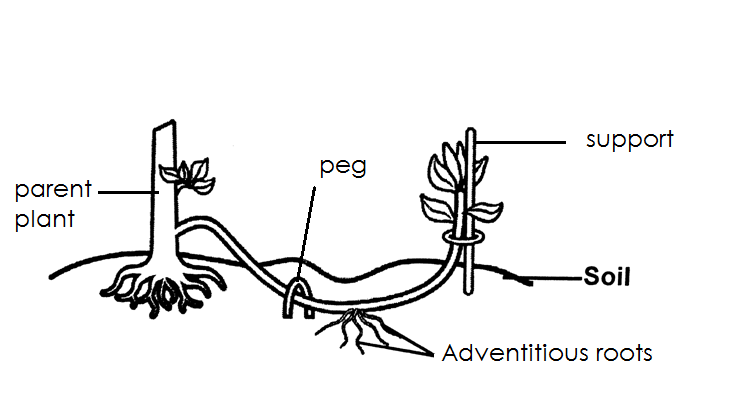 support
peg
parent
plant
Soil
Adventitious roots